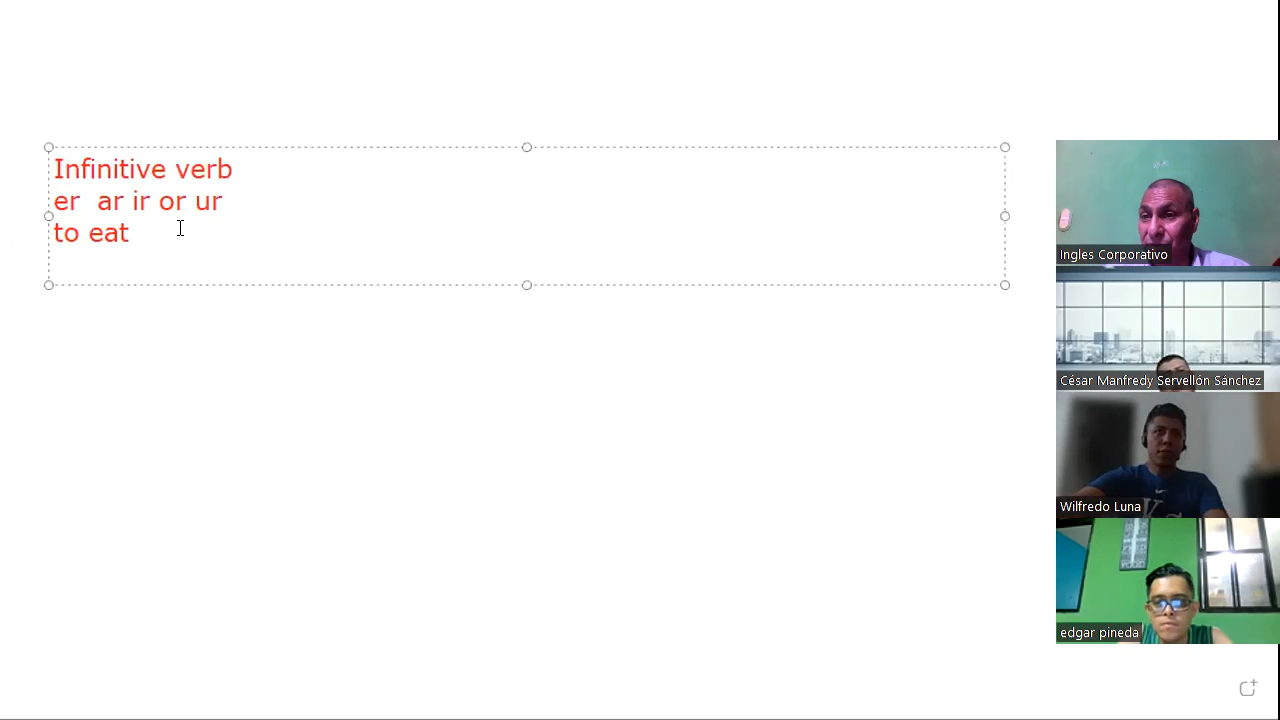 Infinitive verb
er ar ir or ur
to eat
Ingles Corporativo
César Manfredy Servellón Sánchez
Wilfredo Luna
edgar pineda